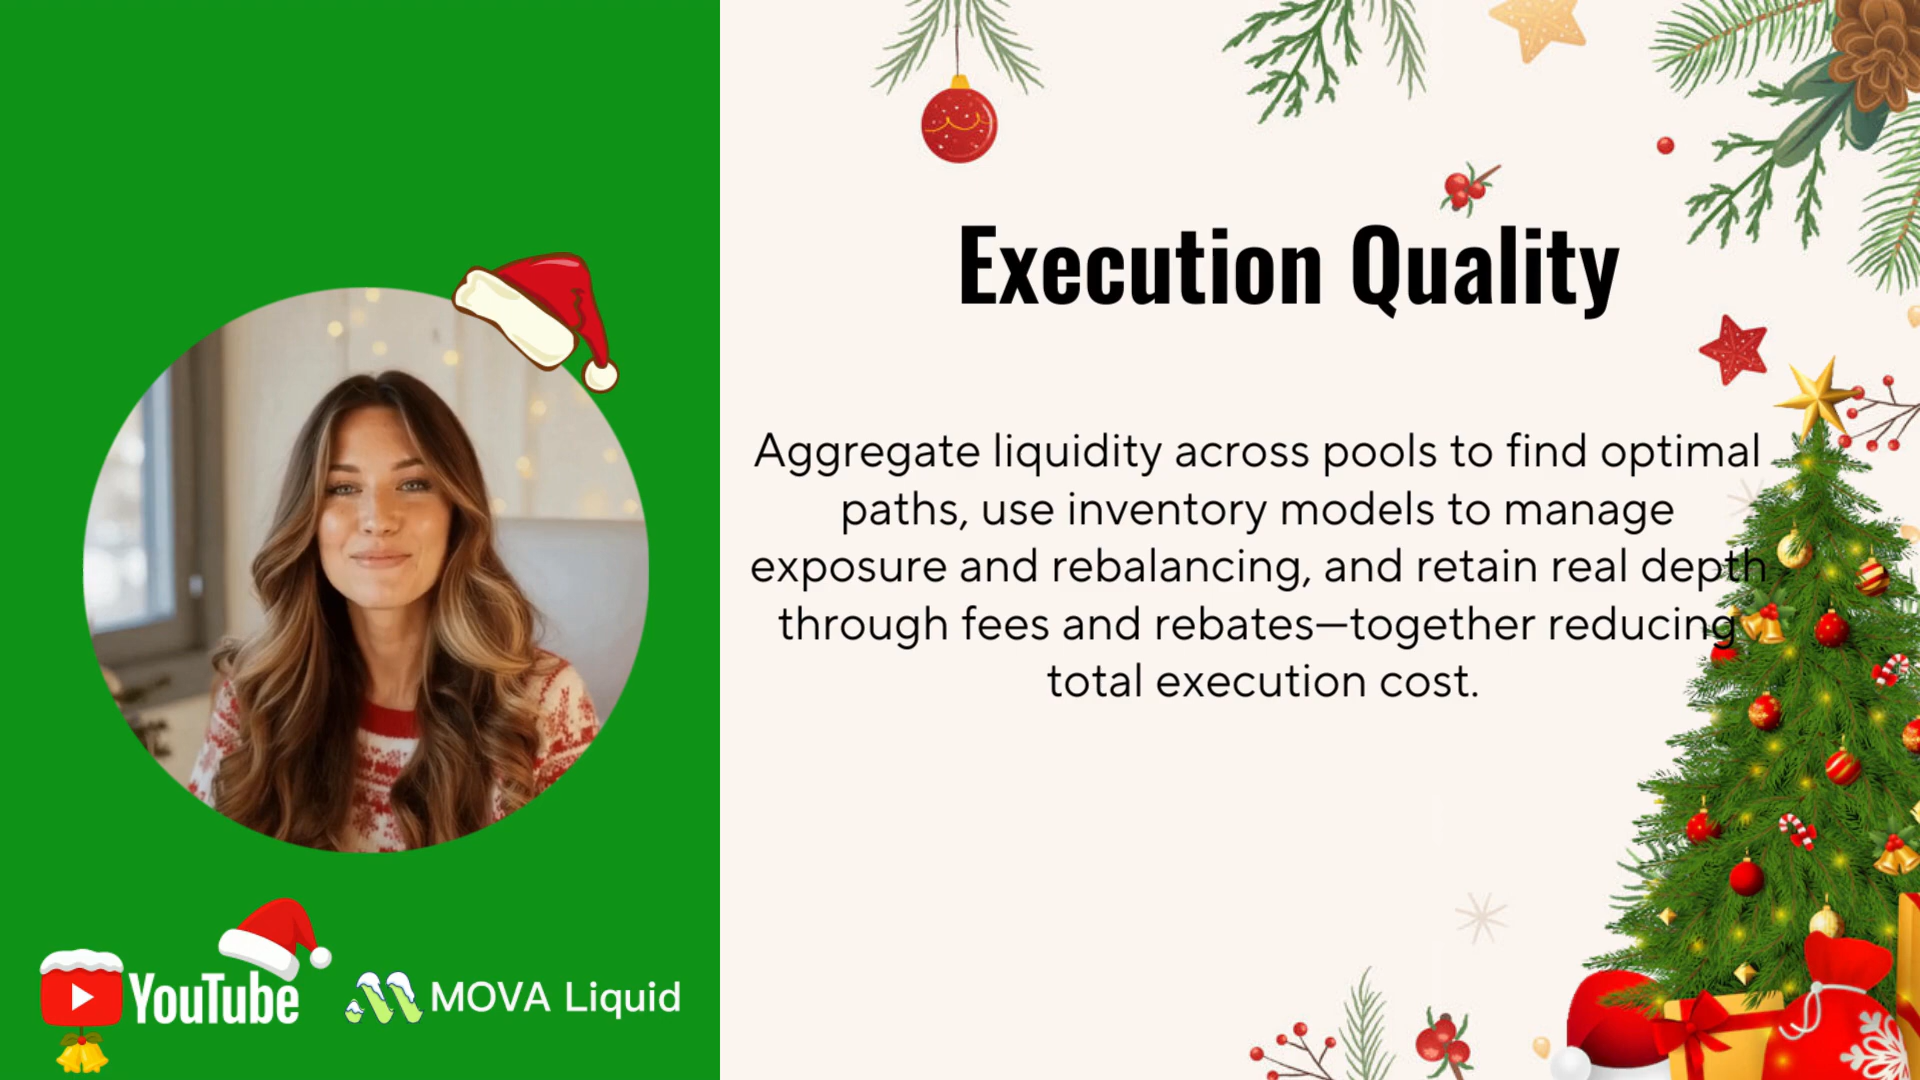 Execution Quality
Aggregate liquidity across pools to find optimal
paths, use inventory models to manage
exposure and rebalancing, and retain real depth
through fees and rebates—together reducing
total execution cost.
YouTube
MOVA Liquid